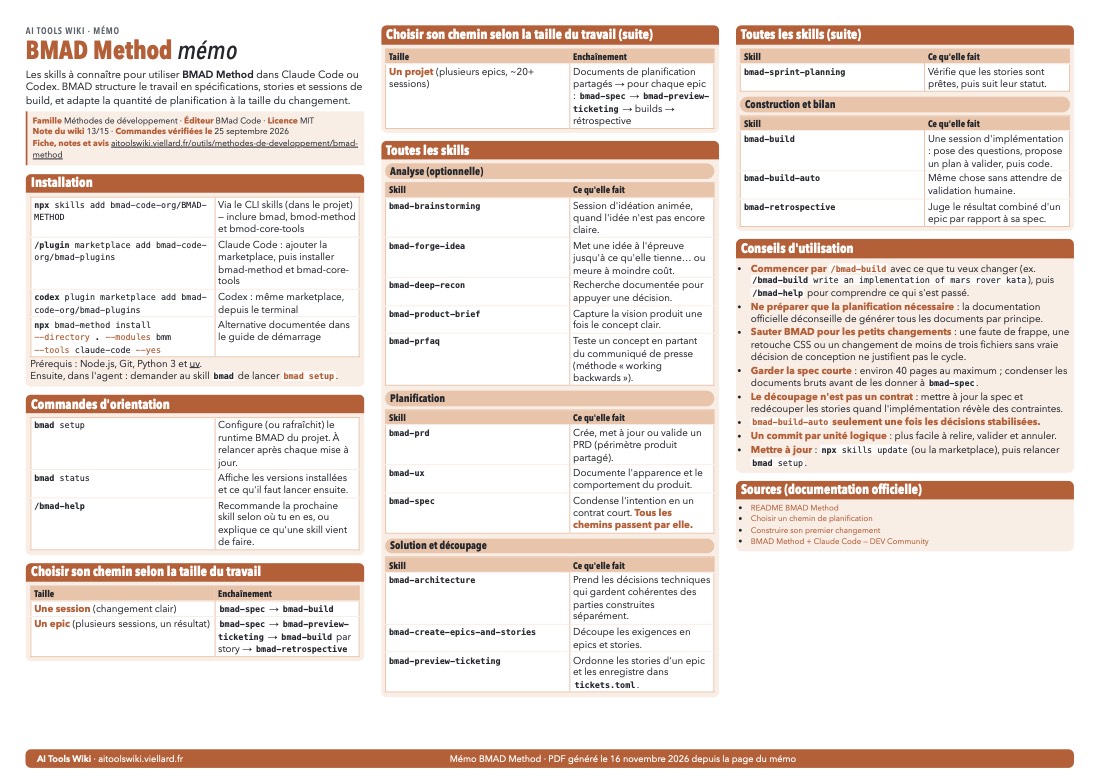 AI TOOLS WIKI · MÉMO
BMAD Method mémo
Les skills à connaître pour utiliser BMAD Method dans Claude Code ou
Codex. BMAD structure le travail en spécifications, stories et sessions de
build, et adapte la quantité de planification à la taille du changement.
Famille Méthodes de développement · Éditeur BMad Code · Licence MIT
Note du wiki 13/15 · Commandes vérifiées le 25 septembre 2026
Fiche, notes et avis aitoolswiki.viellard.fr/outils/methodes-de-developpement/bmad-
method
Installation
npx skills add bmad-code-org/BMAD-
METHOD
Via le CLI skills (dans le projet)
– inclure bmad, bmod-method
et bmod-core-tools
/plugin marketplace add bmad-code-
org/bmad-plugins
Claude Code : ajouter la
marketplace, puis installer
bmad-method et bmad-core-
tools
codex plugin marketplace add bmad-
code-org/bmad-plugins
Codex : même marketplace,
depuis le terminal
npx bmad-method install
--directory . --modules bmm
--tools claude-code --yes
Alternative documentée dans
le guide de démarrage
Prérequis : Node.js, Git, Python 3 et uv.
Ensuite, dans l'agent : demander au skill bmad de lancer bmad setup.
Commandes d'orientation
bmad setup
Configure (ou rafraîchit) le
runtime BMAD du projet. À
relancer après chaque mise à
jour.
bmad status
Affiche les versions installées
et ce qu'il faut lancer ensuite.
/bmad-help
Recommande la prochaine
skill selon où tu en es, ou
explique ce qu'une skill vient
de faire.
Choisir son chemin selon la taille du travail
Taille Enchaînement
Une session (changement clair) bmad-spec → bmad-build
Un epic (plusieurs sessions, un résultat) bmad-spec → bmad-preview-
ticketing → bmad-build par
story → bmad-retrospective
Choisir son chemin selon la taille du travail (suite)
Taille Enchaînement
Un projet (plusieurs epics, ~20+
sessions)
Documents de planification
partagés → pour chaque epic
: bmad-spec → bmad-preview-
ticketing → builds →
rétrospective
Toutes les skills
Analyse (optionnelle)
Skill Ce qu'elle fait
bmad-brainstorming
Session d'idéation animée,
quand l'idée n'est pas encore
claire.
bmad-forge-idea
Met une idée à l'épreuve
jusqu'à ce qu'elle tienne… ou
meure à moindre coût.
bmad-deep-recon
Recherche documentée pour
appuyer une décision.
bmad-product-brief
Capture la vision produit une
fois le concept clair.
bmad-prfaq
Teste un concept en partant
du communiqué de presse
(méthode « working
backwards »).
Planification
Skill Ce qu'elle fait
bmad-prd
Crée, met à jour ou valide un
PRD (périmètre produit
partagé).
bmad-ux
Documente l'apparence et le
comportement du produit.
bmad-spec
Condense l'intention en un
contrat court. Tous les
chemins passent par elle.
Solution et découpage
Skill Ce qu'elle fait
bmad-architecture
Prend les décisions techniques
qui gardent cohérentes des
parties construites
séparément.
bmad-create-epics-and-stories
Découpe les exigences en
epics et stories.
bmad-preview-ticketing
Ordonne les stories d'un epic
et les enregistre dans
tickets.toml.
Toutes les skills (suite)
Skill Ce qu'elle fait
bmad-sprint-planning
Vérifie que les stories sont
prêtes, puis suit leur statut.
Construction et bilan
Skill Ce qu'elle fait
bmad-build
Une session d'implémentation
: pose des questions, propose
un plan à valider, puis code.
bmad-build-auto
Même chose sans attendre de
validation humaine.
bmad-retrospective
Juge le résultat combiné d'un
epic par rapport à sa spec.
Conseils d'utilisation
• Commencer par /bmad-build avec ce que tu veux changer (ex.
/bmad-build write an implementation of mars rover kata), puis
/bmad-help pour comprendre ce qui s'est passé.
• Ne préparer que la planification nécessaire : la documentation
officielle déconseille de générer tous les documents par principe.
• Sauter BMAD pour les petits changements : une faute de frappe, une
retouche CSS ou un changement de moins de trois fichiers sans vraie
décision de conception ne justifient pas le cycle.
• Garder la spec courte : environ 40 pages au maximum ; condenser les
documents bruts avant de les donner à bmad-spec.
• Le découpage n'est pas un contrat : mettre à jour la spec et
redécouper les stories quand l'implémentation révèle des contraintes.
• bmad-build-auto seulement une fois les décisions stabilisées.
• Un commit par unité logique : plus facile à relire, valider et annuler.
• Mettre à jour : npx skills update (ou la marketplace), puis relancer
bmad setup.
Sources (documentation officielle)
• README BMAD Method
• Choisir un chemin de planification
• Construire son premier changement
• BMAD Method + Claude Code – DEV Community
AI Tools Wiki · aitoolswiki.viellard.fr
Mémo BMAD Method · PDF généré le 16 novembre 2026 depuis la page du mémo